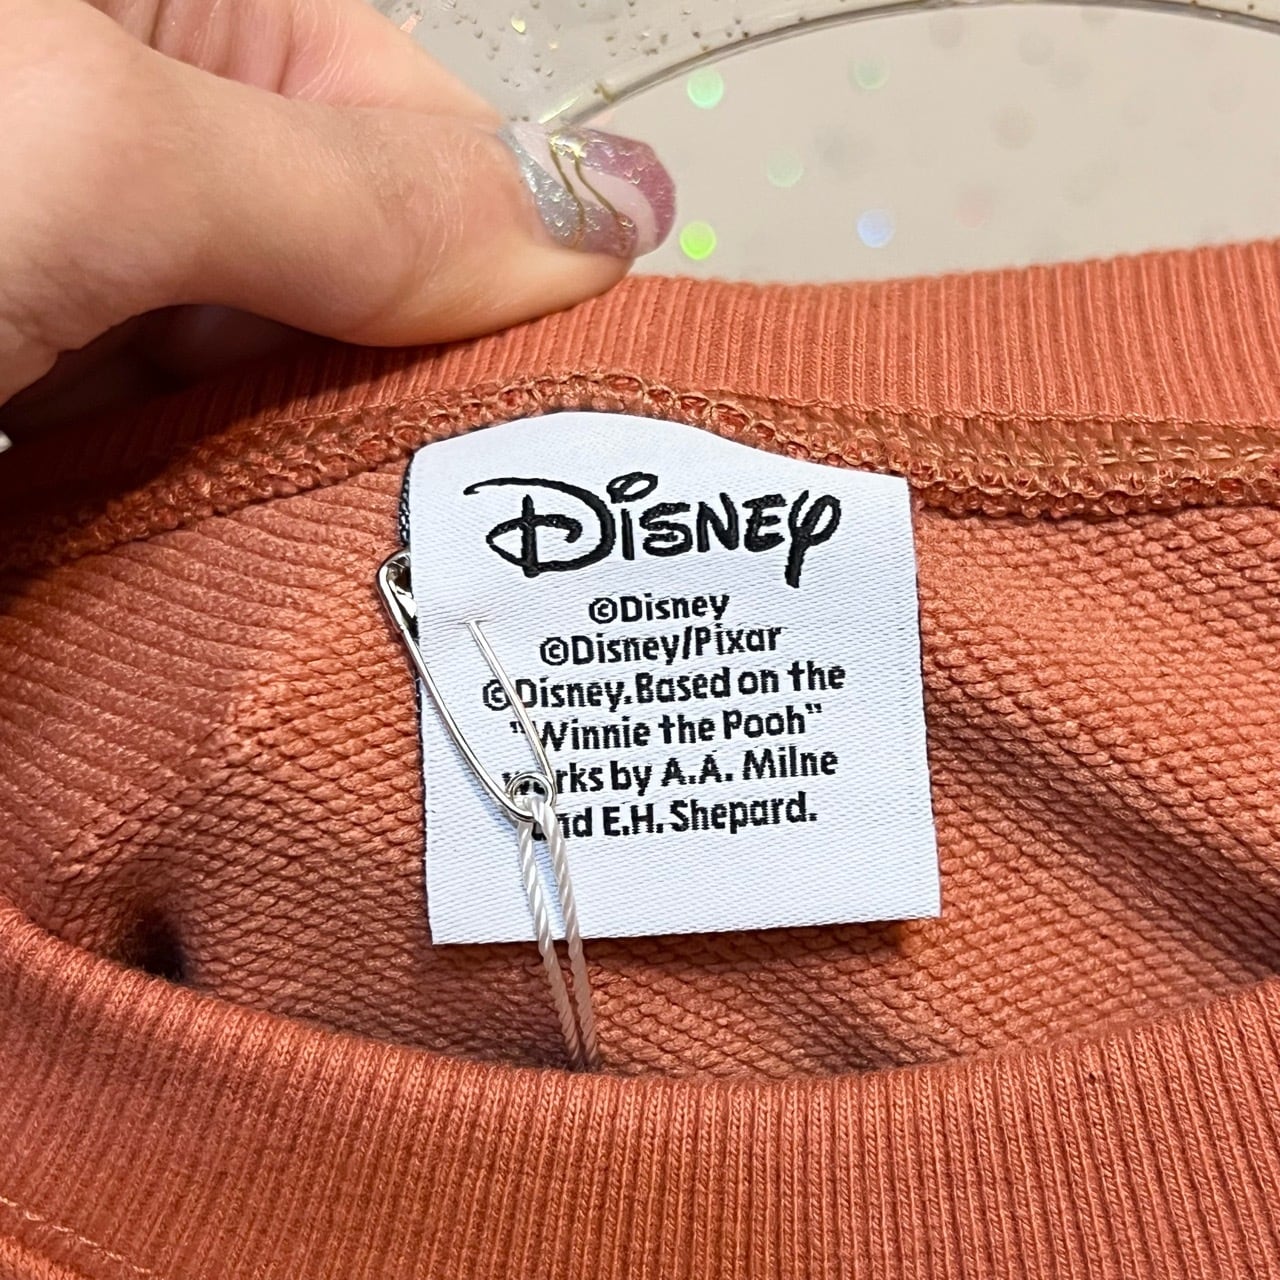 Disney
©Disney
©Disney/Pixar
©Disney.Based on the
"Winnie the Pooh"
works by A.A. Milne
and E.H. Shepard.